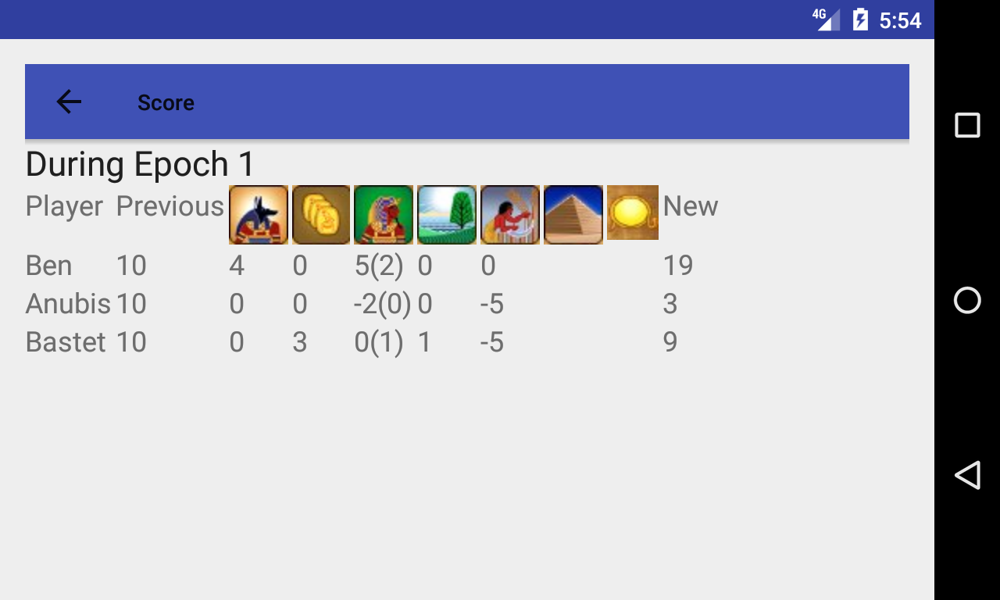 4G 5:54
Score
During Epoch 1
Player Previous New
Ben 10 4 0 5(2) 0 0 19
Anubis 10 0 0 -2(0) 0 -5 3
Bastet 10 0 3 0(1) 1 -5 9